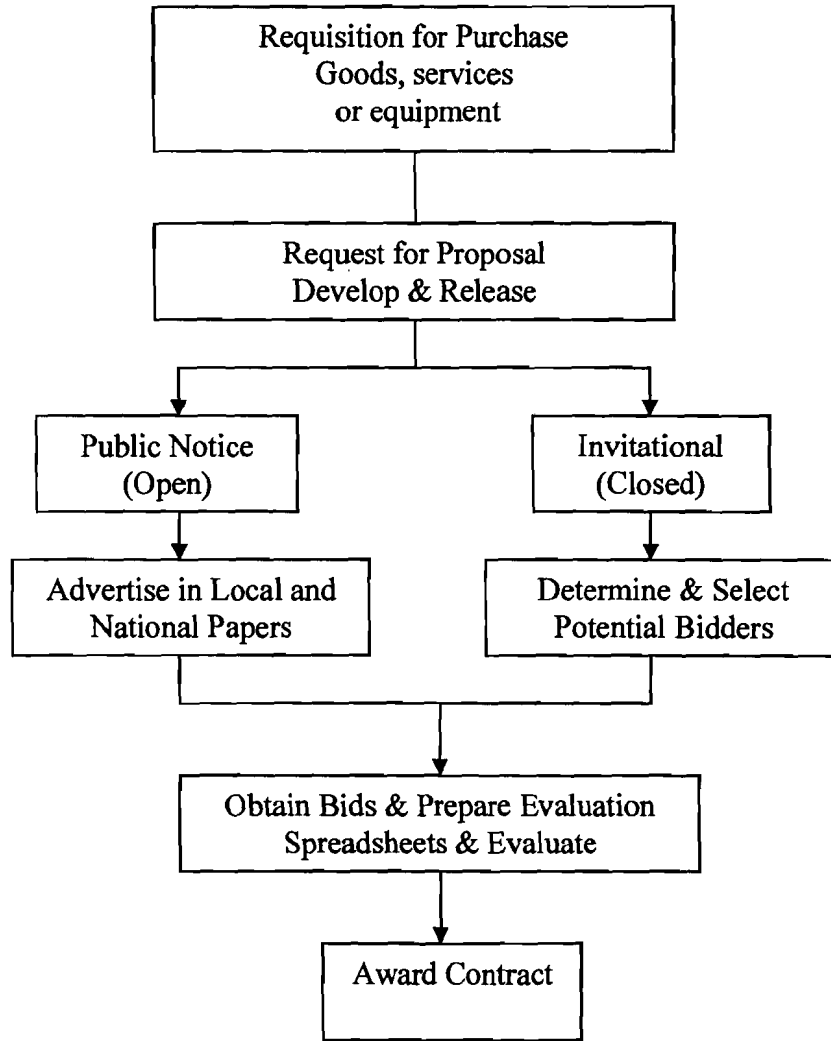 Requisition for Purchase
Goods, services
or equipment
Request for Proposal
Develop & Release
Public Notice
(Open)
Invitational
(Closed)
Advertise in Local and
National Papers
Determine & Select
Potential Bidders
Obtain Bids & Prepare Evaluation
Spreadsheets & Evaluate
Award Contract